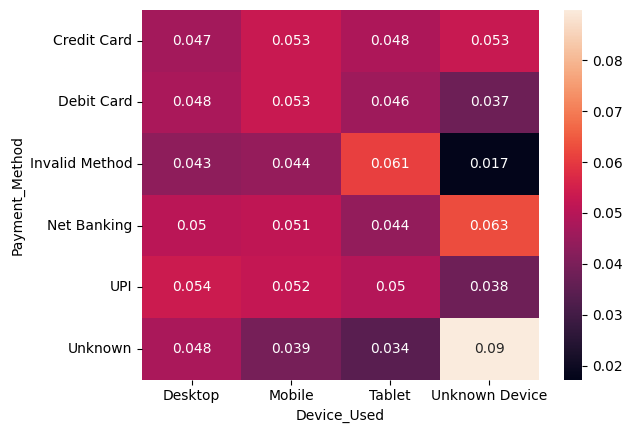 Payment_Method
Credit Card 0.047 0.053 0.048 0.053
Debit Card 0.048 0.053 0.046 0.037
Invalid Method 0.043 0.044 0.061 0.017
Net Banking 0.05 0.051 0.044 0.063
UPI 0.054 0.052 0.05 0.038
Unknown 0.048 0.039 0.034 0.09
Desktop Mobile Tablet Unknown Device
Device_Used
0.08
0.07
0.06
0.05
0.04
0.03
0.02